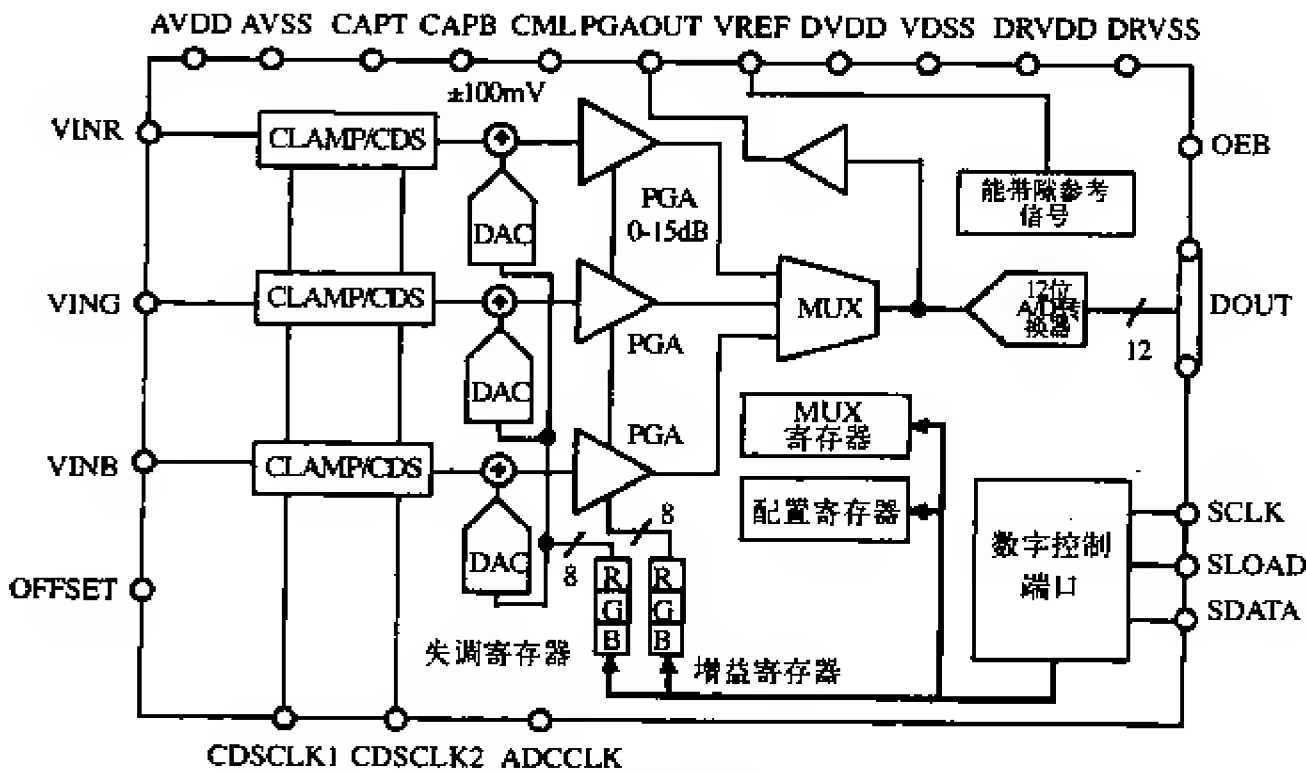 AVDD AVSS CAPT CAPB CML PGAOUT VREF DVDD VDSS DRVDD DRVSS
±100mV
VINR
CLAMP/CDS
+
DAC
PGA
0-15dB
能带隙参考
信号
OEB
VING
CLAMP/CDS
+
DAC
PGA
MUX
12位
A/D转
换器
12
DOUT
VINB
CLAMP/CDS
+
DAC
PGA
MUX
寄存器
配置寄存器
8
8
R
G
B
R
G
B
数字控制
端口
SCLK
SLOAD
SDATA
OFFSET
失调寄存器
增益寄存器
CDSCLK1 CDSCLK2 ADCCLK